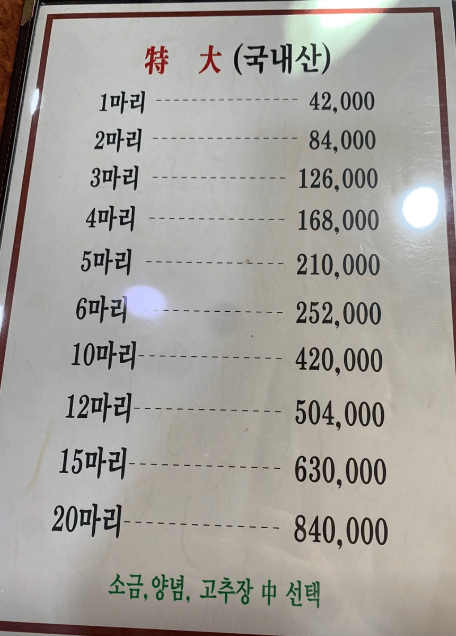 特 大 (국내산)
1마리 --------------- 42,000
2마리 --------------- 84,000
3마리 --------------- 126,000
4마리 --------------- 168,000
5마리 --------------- 210,000
6마리 --------------- 252,000
10마리 --------------- 420,000
12마리 --------------- 504,000
15마리 --------------- 630,000
20마리 --------------- 840,000
소금, 양념, 고추장 中 선택